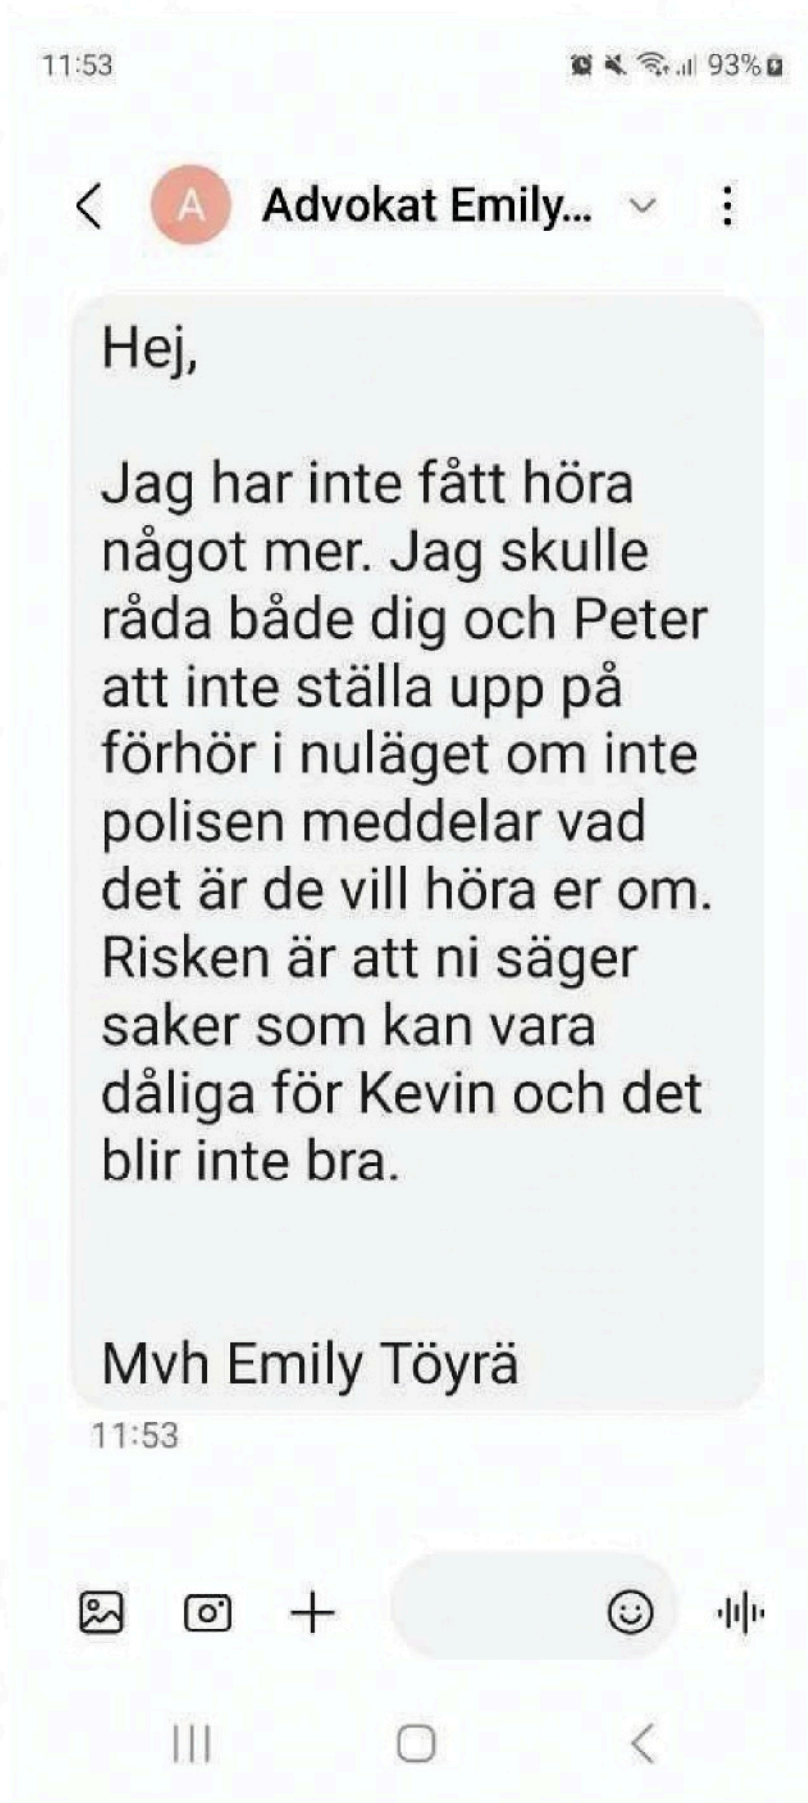 11:53
93%
A
Advokat Emily...
Hej,
Jag har inte fått höra
något mer. Jag skulle
råda både dig och Peter
att inte ställa upp på
förhör i nuläget om inte
polisen meddelar vad
det är de vill höra er om.
Risken är att ni säger
saker som kan vara
dåliga för Kevin och det
blir inte bra.
Mvh Emily Töyrä
11:53